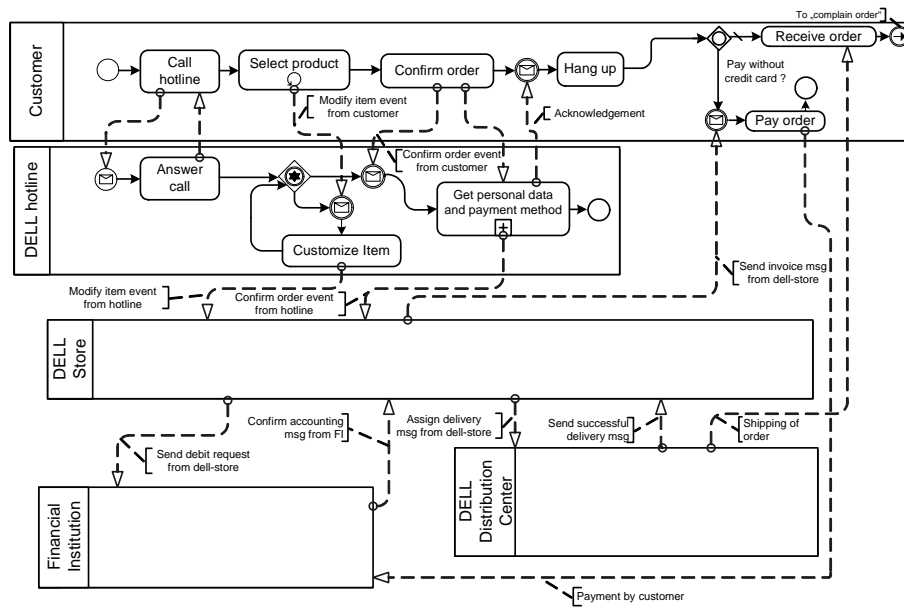 To „complain order"
Customer
Call
hotline
Select product
Confirm order
Hang up
Receive order
Pay without
credit card ?
Pay order
Modify item event
from customer
Acknowledgement
DELL hotline
Answer
call
Confirm order event
from customer
Get personal data
and payment method
Customize Item
Modify item event
from hotline
Confirm order event
from hotline
Send invoice msg
from dell-store
DELL
Store
Confirm accounting
msg from FI
Assign delivery
msg from dell-store
Send successful
delivery msg
Shipping of
order
Send debit request
from dell-store
Financial
Institution
DELL
Distribution
Center
Payment by customer